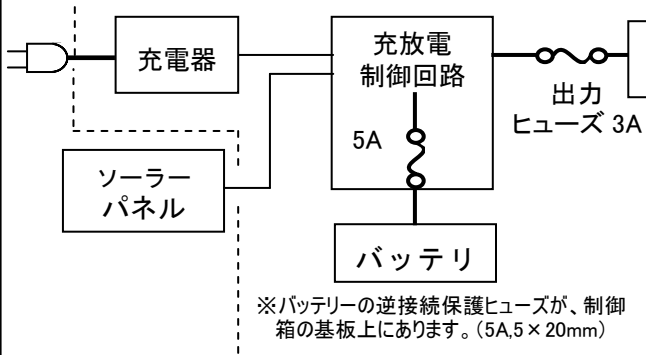 充電器
充放電
制御回路
出力
ヒューズ 3A
5A
ソーラー
パネル
バッテリ
※バッテリーの逆接続保護ヒューズが、制御
箱の基板上にあります。(5A,5×20mm)